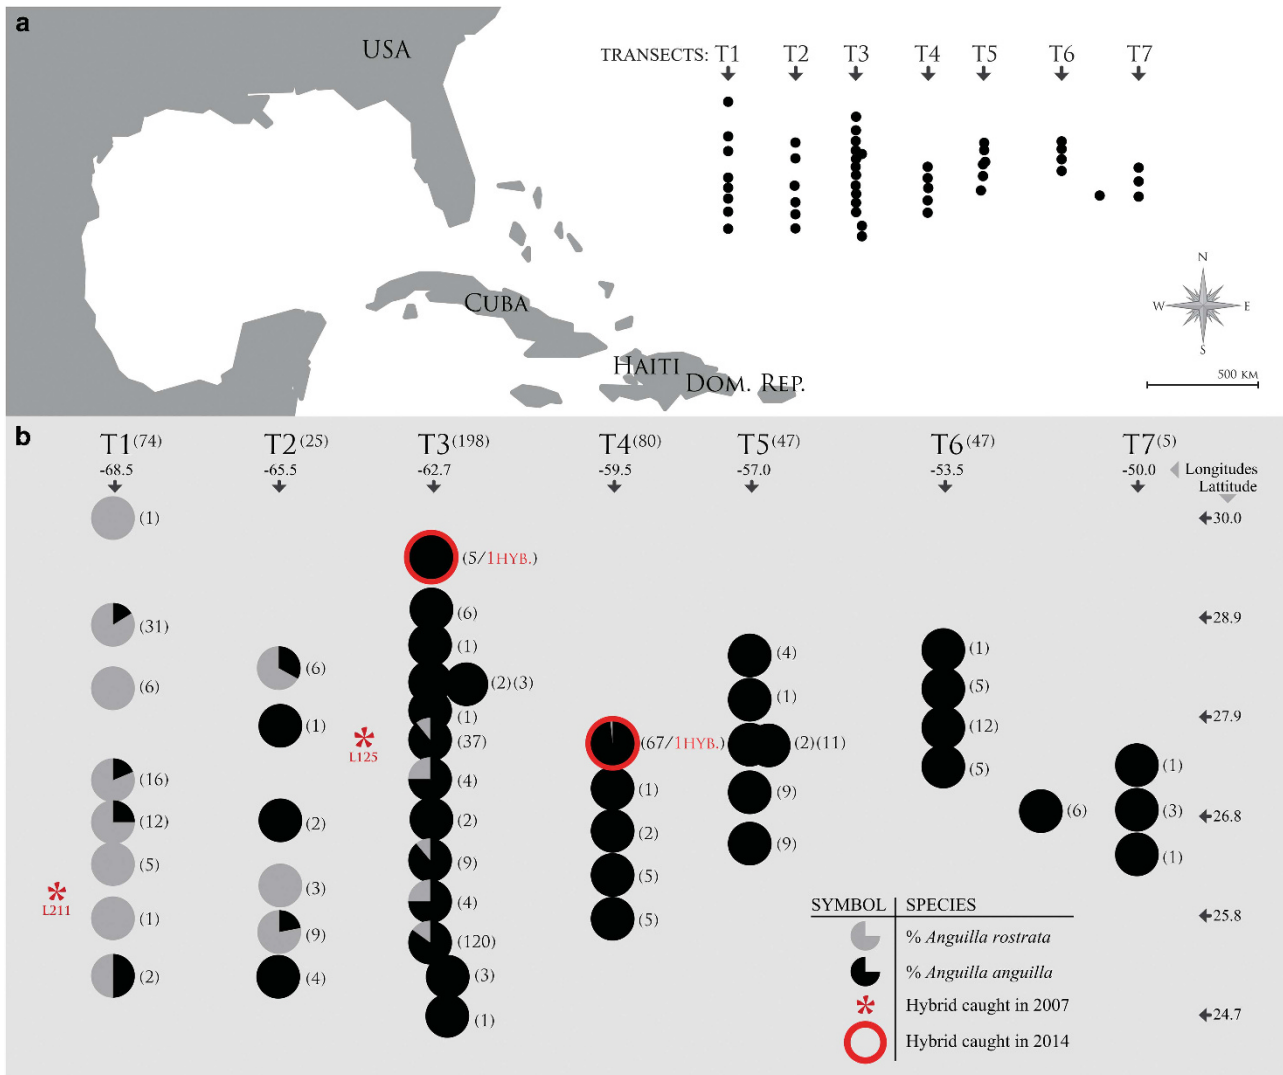 a
USA
TRANSECTS: T1 T2 T3 T4 T5 T6 T7
N
W E
S
CUBA
HAITI
DOM. REP.
500 KM
b
T1(74) T2(25) T3(198) T4(80) T5(47) T6(47) T7(5)
-68.5 -65.5 -62.7 -59.5 -57.0 -53.5 -50.0 Longitudes
Lattitude
(1) 30.0
(5/1HYB.)
(31) (6) 28.9
(6) (1) (4) (1)
(6) (2)(3) (1) (5)
(1) (1) (12) 27.9
L125 (37) (67/1HYB.) (2)(11)
(16) (4) (1) (9) (5) (1)
(12) (2) (2) (2) (9) (6) (3) 26.8
(5) (9) (5) (1)
L211 (3) (4) (5)
(1) (9) (120) 25.8
(2) (4) (3)
(1) 24.7
SYMBOL SPECIES
% Anguilla rostrata
% Anguilla anguilla
Hybrid caught in 2007
Hybrid caught in 2014